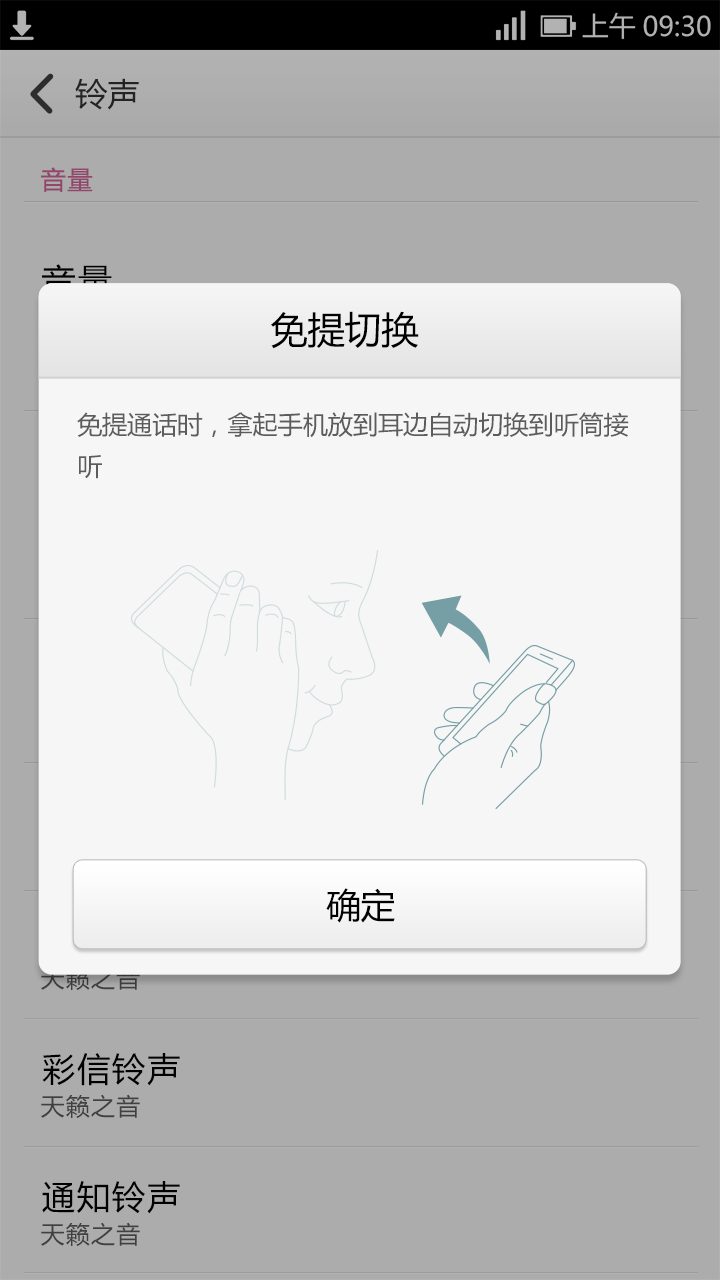 上午 09:30
铃声
音量
音量
免提切换
免提通话时，拿起手机放到耳边自动切换到听筒接
听
确定
天籁之音
彩信铃声
天籁之音
通知铃声
天籁之音